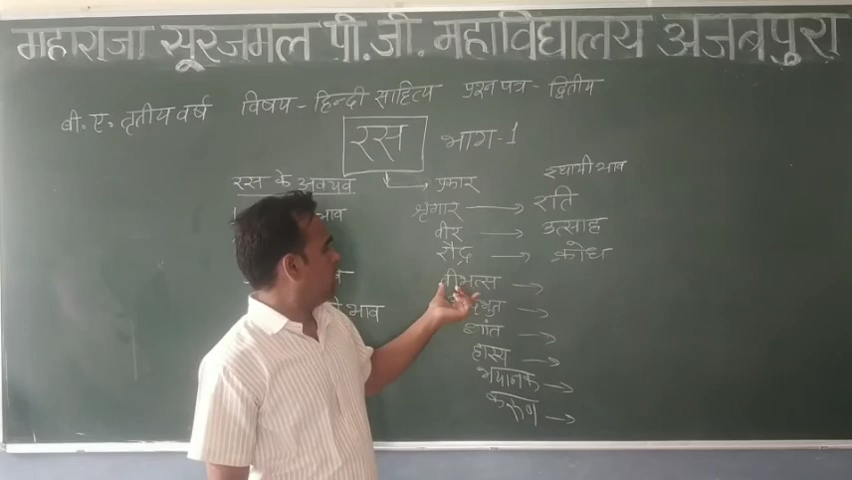 महाराजा सूरजमल पी.जी. महाविद्यालय अजबपुरा
बी. ए. तृतीय वर्ष विषय - हिन्दी साहित्य प्रश्न पत्र - द्वितीय
रस भाग-1
रस के अवयव
प्रकार स्थायी भाव
श्रृंगार → रति
वीर → उत्साह
रौद्र → क्रोध
बीभत्स →
शांत →
हास्य →
भयानक →
करूण →
भाव
भाव